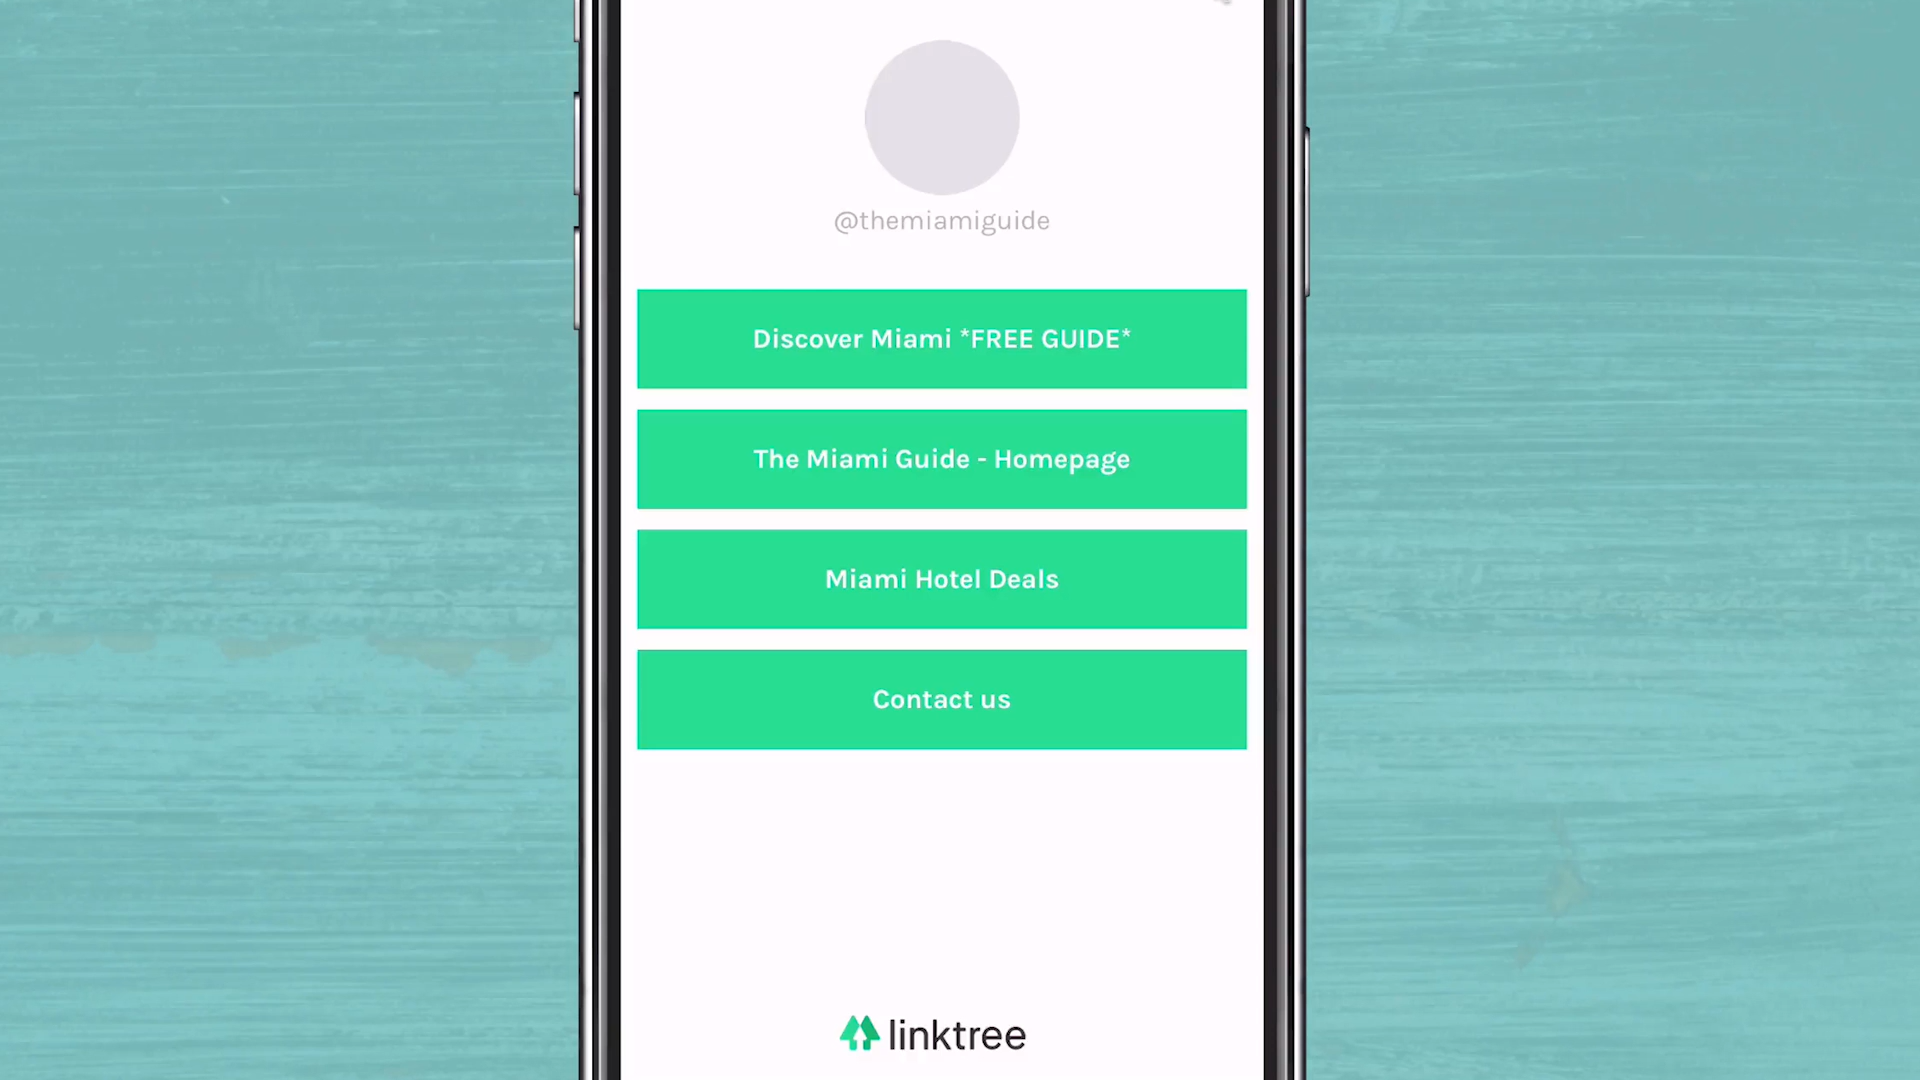 @themiamiguide
Discover Miami *FREE GUIDE*
The Miami Guide - Homepage
Miami Hotel Deals
Contact us
linktree